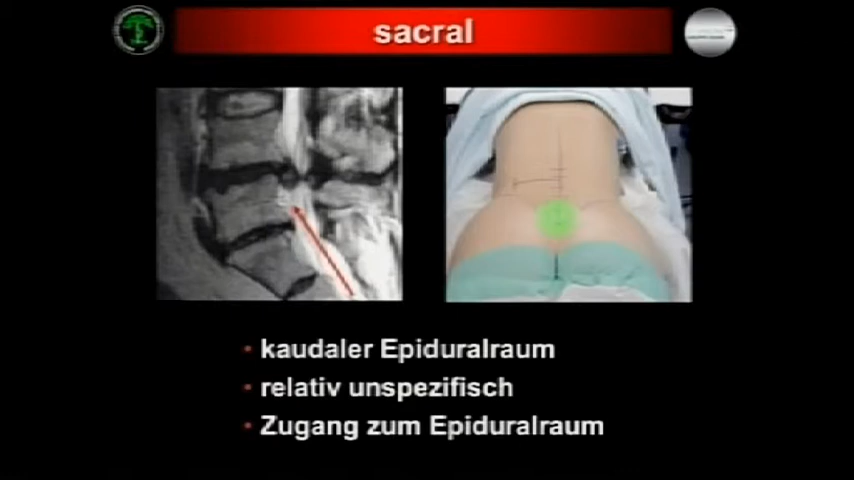 sacral
kaudaler Epiduralraum
relativ unspezifisch
Zugang zum Epiduralraum